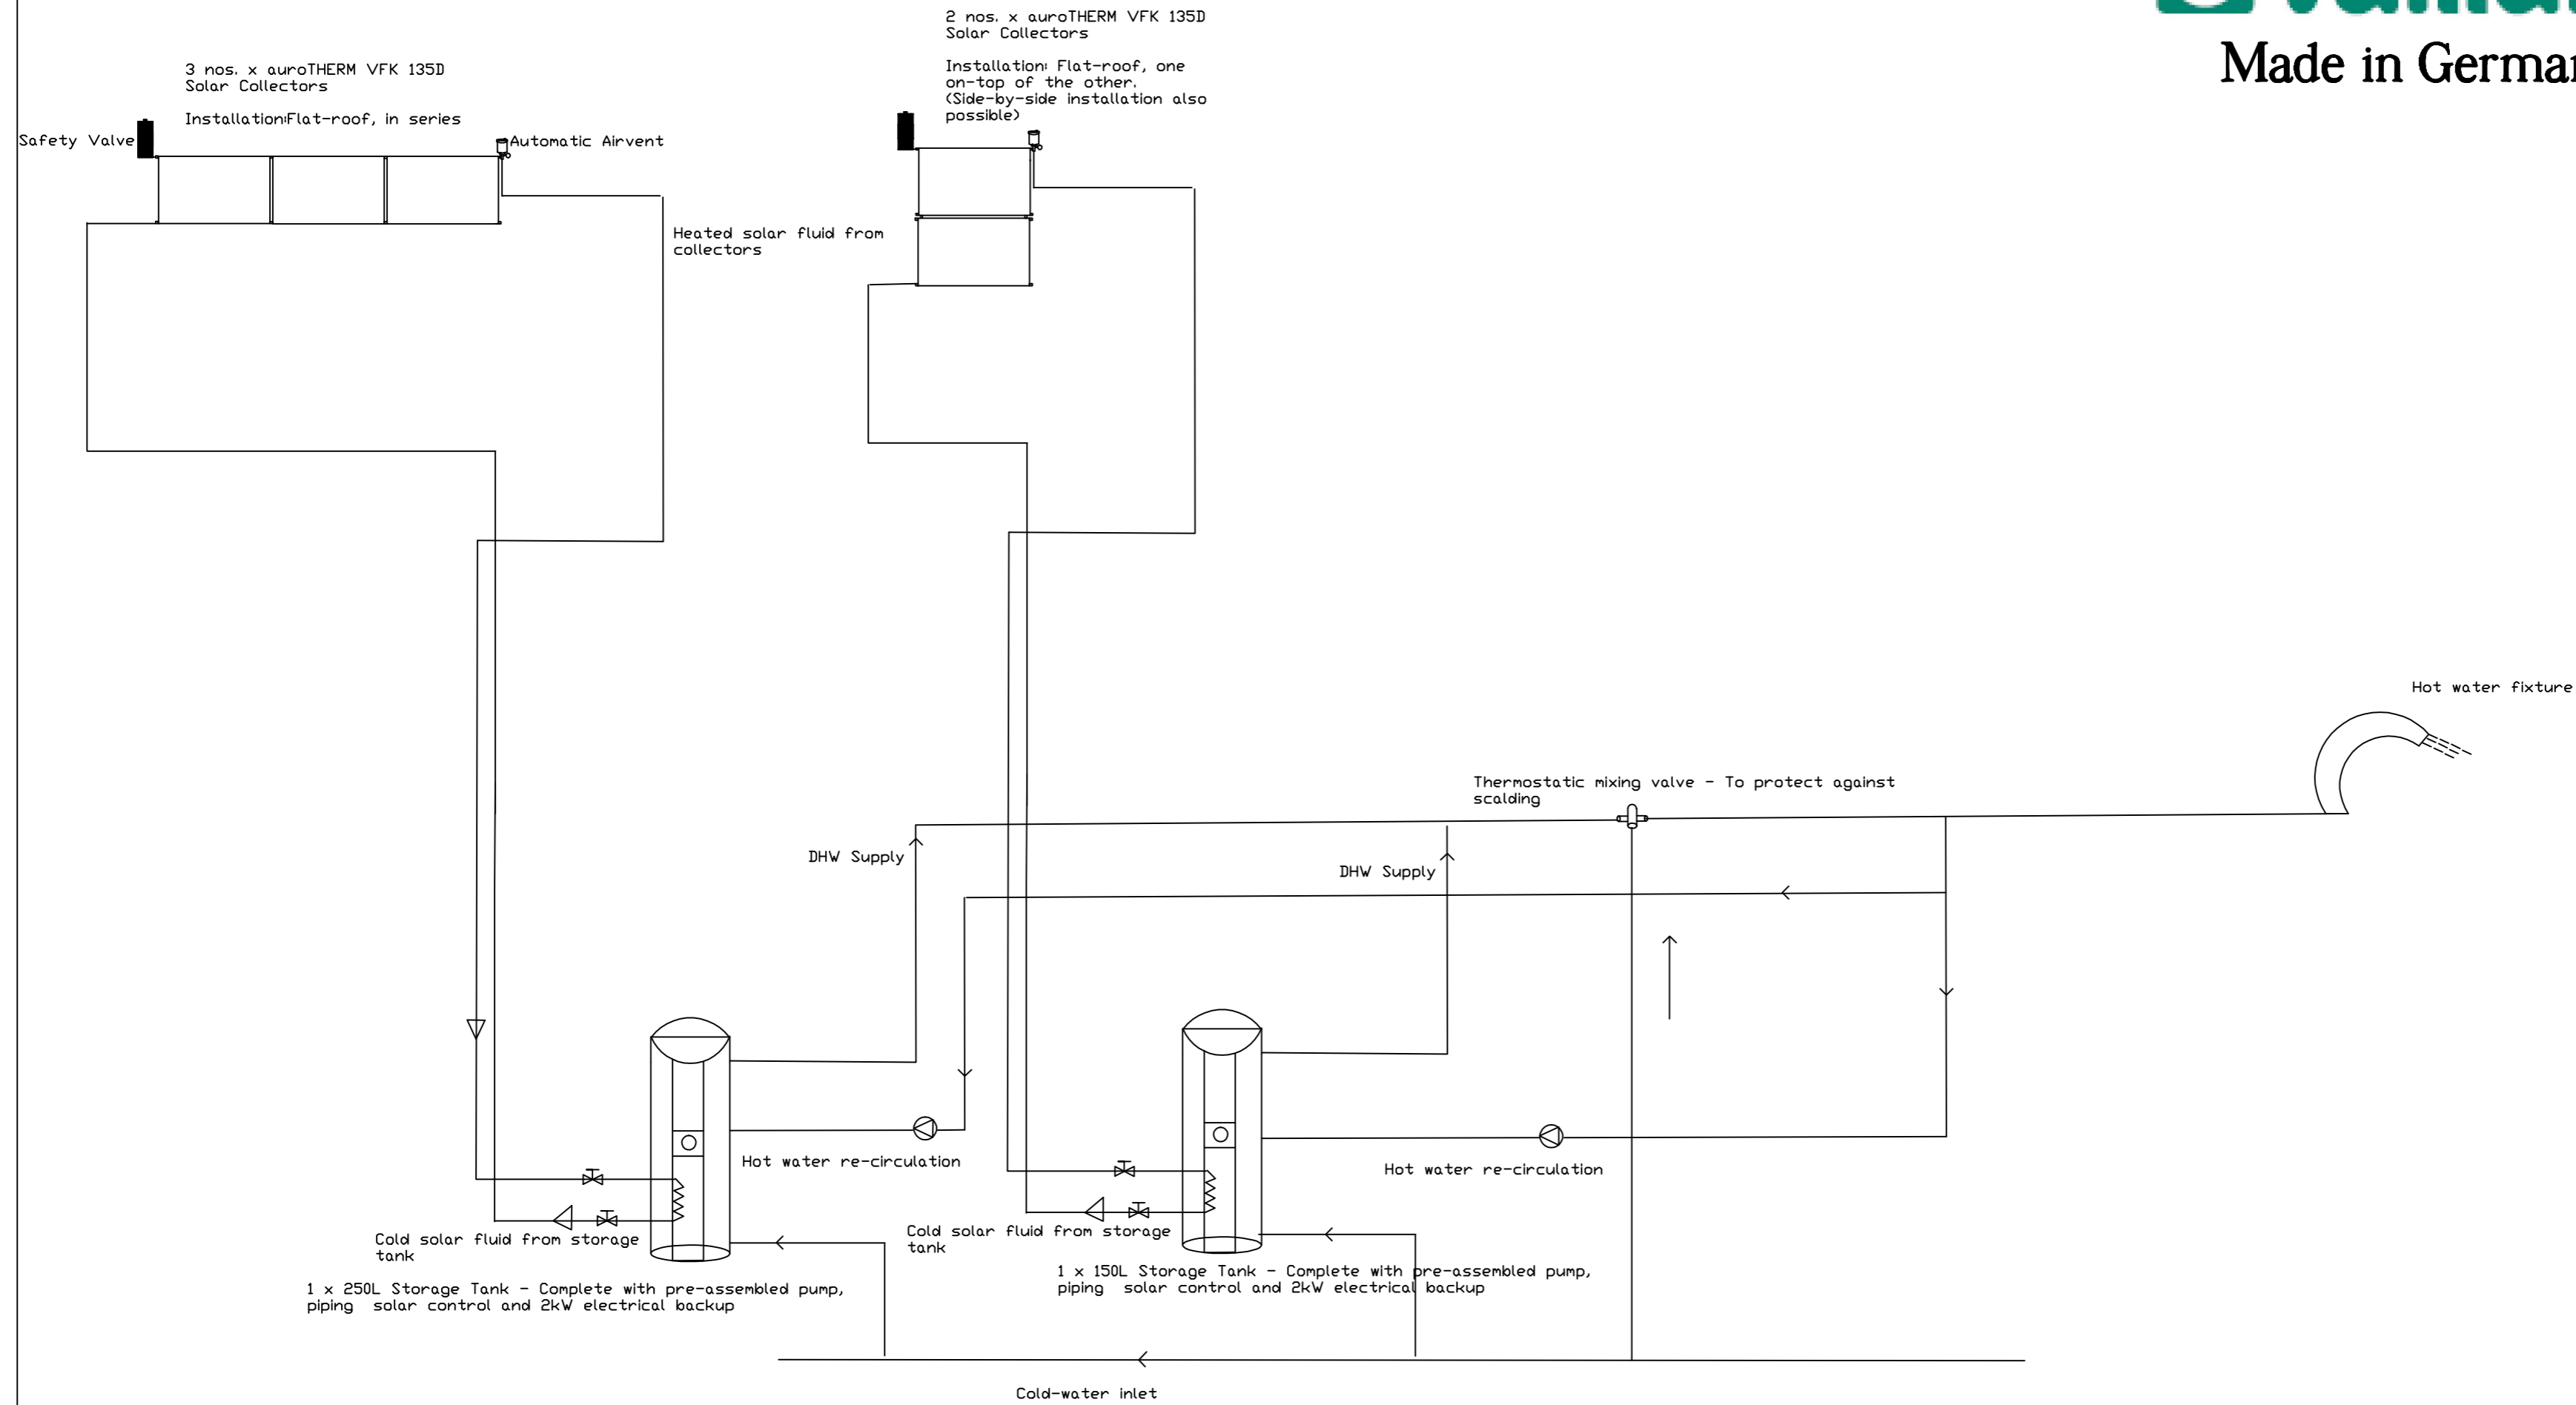 2 nos. x auroTHERM VFK 135D
Solar Collectors
Installation: Flat-roof, one
on-top of the other.
(Side-by-side installation also
possible)
3 nos. x auroTHERM VFK 135D
Solar Collectors
Installation:Flat-roof, in series
Safety Valve
Automatic Airvent
Made in
Heated solar fluid from
collectors
Hot water fixture
Thermostatic mixing valve - To protect against
scalding
DHW Supply
DHW Supply
Hot water re-circulation
Hot water re-circulation
Cold solar fluid from storage
tank
Cold solar fluid from storage
tank
1 x 250L Storage Tank - Complete with pre-assembled pump,
piping  solar control and 2kW electrical backup
1 x 150L Storage Tank - Complete with pre-assembled pump,
piping  solar control and 2kW electrical backup
Cold-water inlet